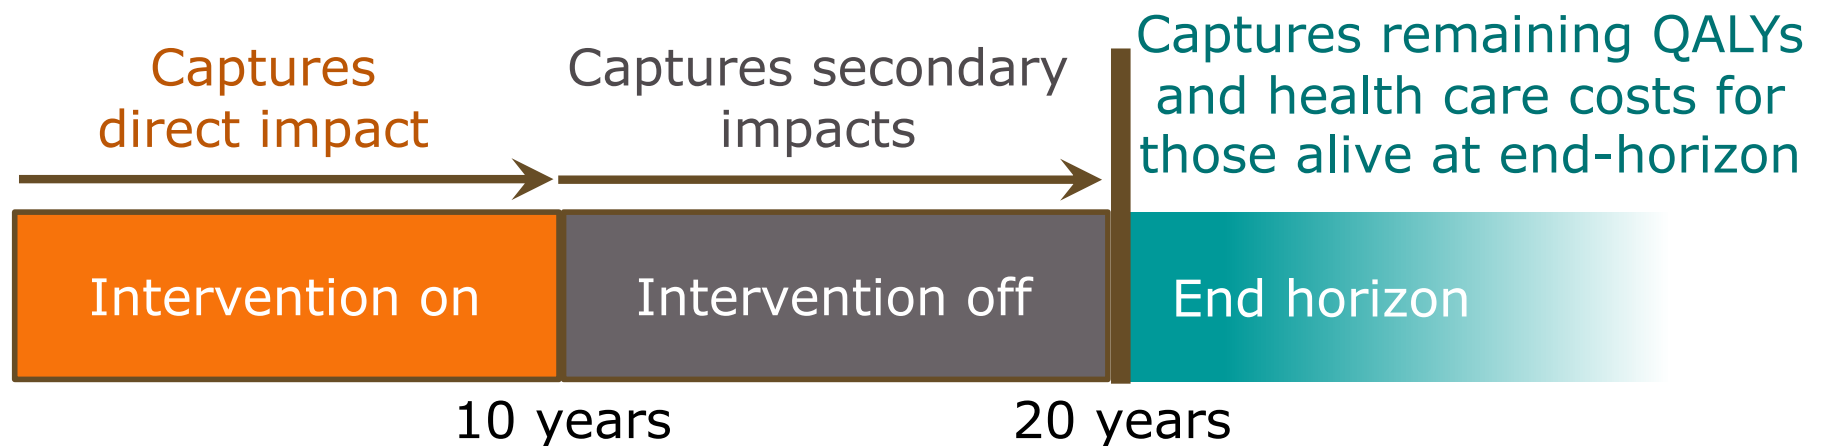 Captures
direct impact
Captures secondary
impacts
Captures remaining QALYs
and health care costs for
those alive at end-horizon
Intervention on
Intervention off
End horizon
10 years
20 years